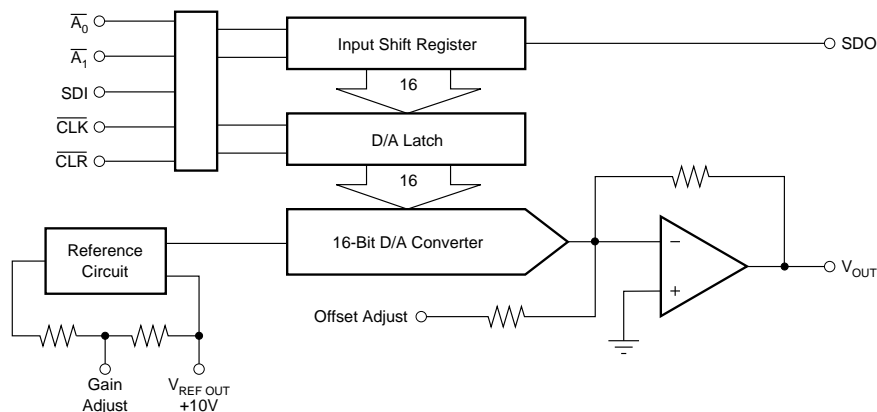 A̅0̅
Input Shift Register
SDO
A̅1̅
16
SDI
C̅L̅K̅
D/A Latch
C̅L̅R̅
16
16-Bit D/A Converter
Reference
Circuit
–
+
VOUT
Offset Adjust
Gain
Adjust
VREF OUT
+10V